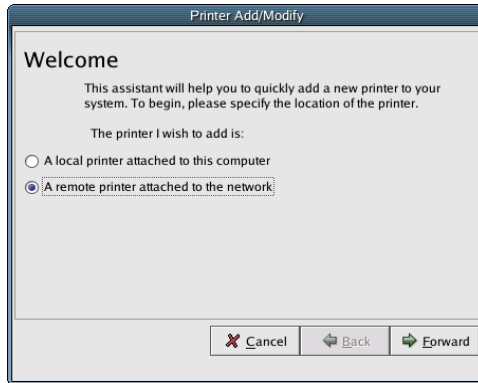 Printer Add/Modify
Welcome
This assistant will help you to quickly add a new printer to your
system. To begin, please specify the location of the printer.
The printer I wish to add is:
A local printer attached to this computer
A remote printer attached to the network
Cancel
Back
Forward